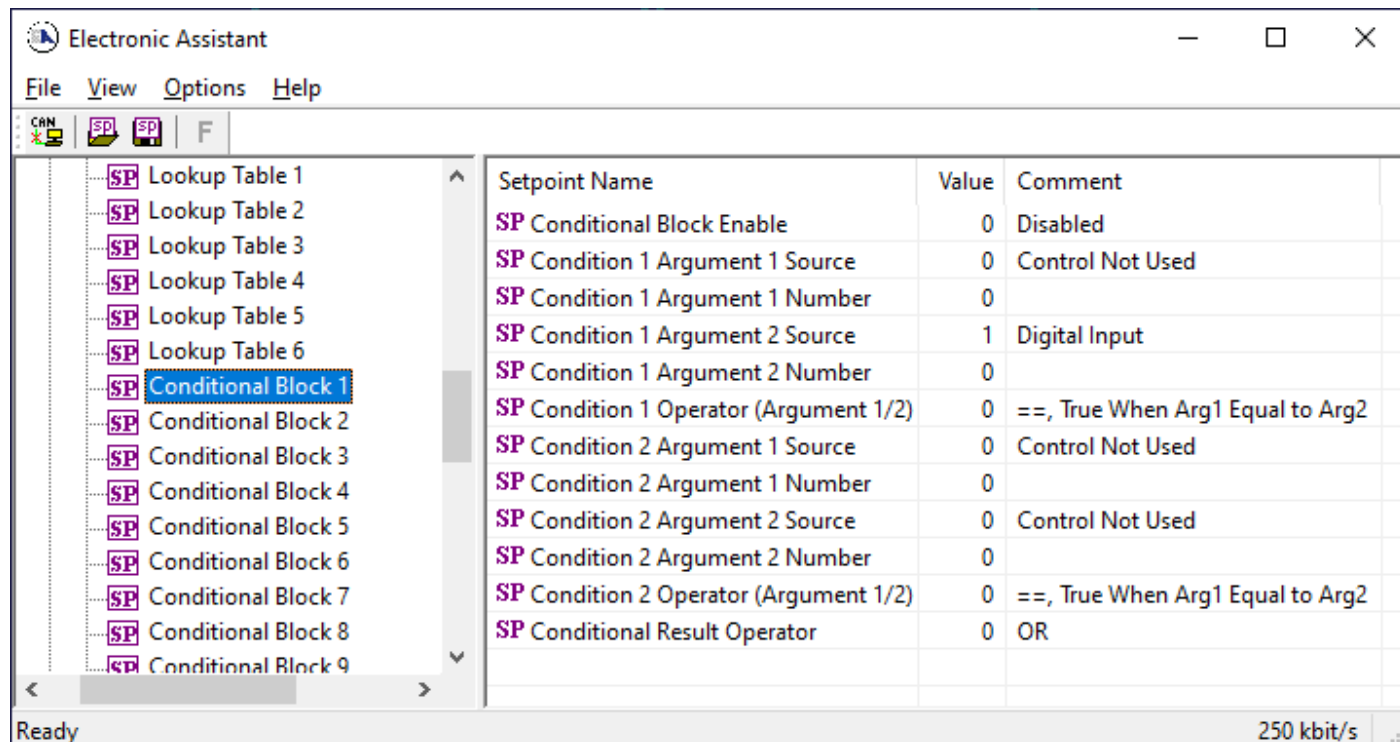 Electronic Assistant
File View Options Help
CAN SP SP F
SP Lookup Table 1
SP Lookup Table 2
SP Lookup Table 3
SP Lookup Table 4
SP Lookup Table 5
SP Lookup Table 6
SP Conditional Block 1
SP Conditional Block 2
SP Conditional Block 3
SP Conditional Block 4
SP Conditional Block 5
SP Conditional Block 6
SP Conditional Block 7
SP Conditional Block 8
SP Conditional Block 9
Setpoint Name Value Comment
SP Conditional Block Enable 0 Disabled
SP Condition 1 Argument 1 Source 0 Control Not Used
SP Condition 1 Argument 1 Number 0
SP Condition 1 Argument 2 Source 1 Digital Input
SP Condition 1 Argument 2 Number 0
SP Condition 1 Operator (Argument 1/2) 0 ==, True When Arg1 Equal to Arg2
SP Condition 2 Argument 1 Source 0 Control Not Used
SP Condition 2 Argument 1 Number 0
SP Condition 2 Argument 2 Source 0 Control Not Used
SP Condition 2 Argument 2 Number 0
SP Condition 2 Operator (Argument 1/2) 0 ==, True When Arg1 Equal to Arg2
SP Conditional Result Operator 0 OR
Ready 250 kbit/s